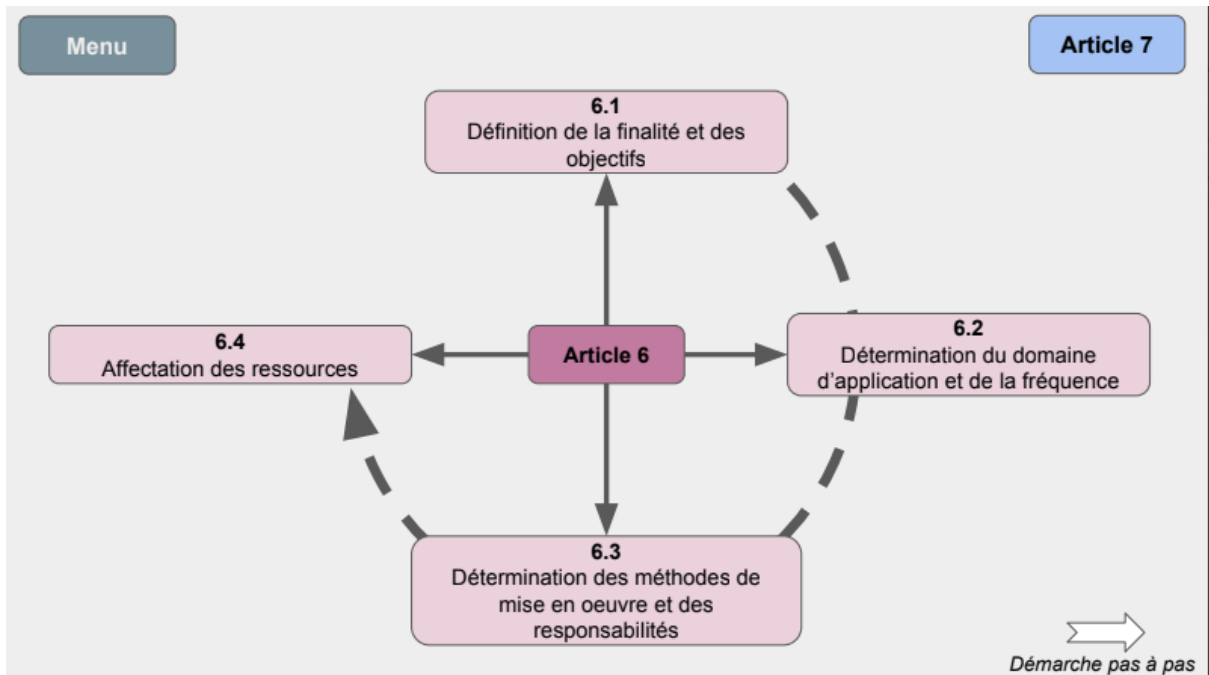 Menu
Article 7
6.1
Définition de la finalité et des
objectifs
6.4
Affectation des ressources
Article 6
6.2
Détermination du domaine
d'application et de la fréquence
6.3
Détermination des méthodes de
mise en oeuvre et des
responsabilités
Démarche pas à pas